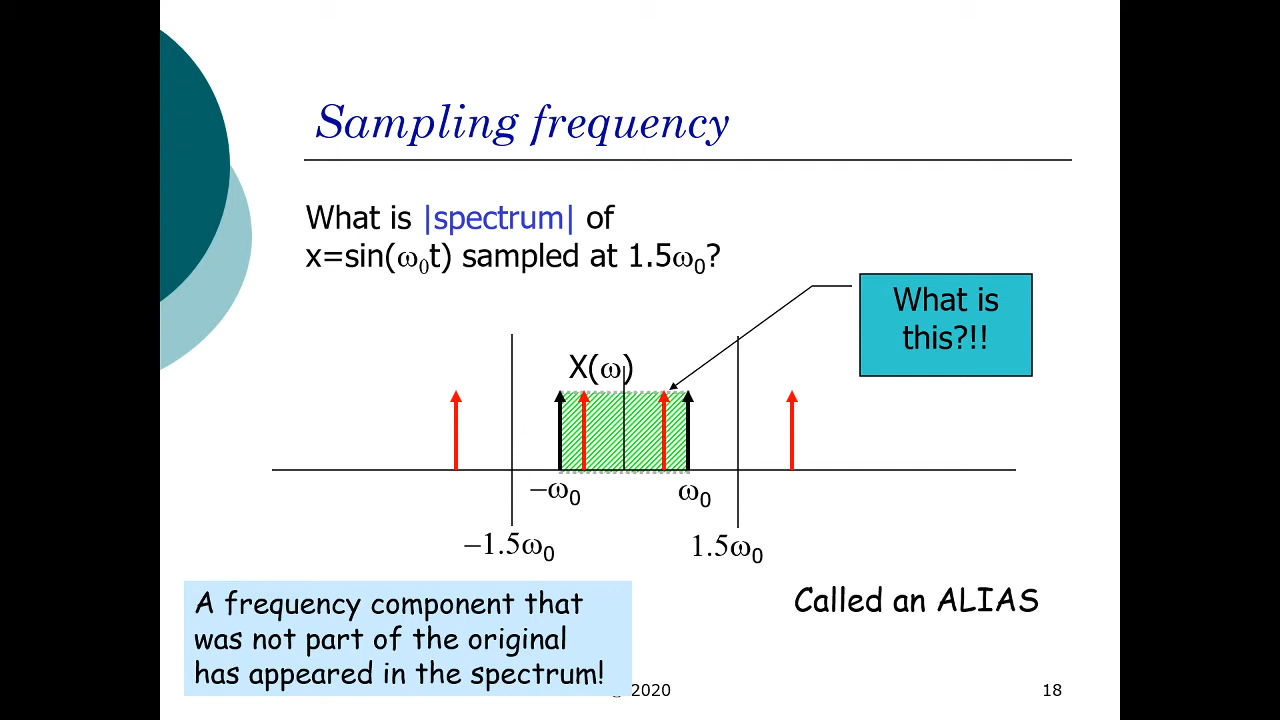 Sampling frequency
What is |spectrum| of
x=sin(ω₀t) sampled at 1.5ω₀?
What is
this?!!
X(ω)
−ω₀
ω₀
−1.5ω₀
1.5ω₀
A frequency component that
was not part of the original
has appeared in the spectrum!
Called an ALIAS
2020
18